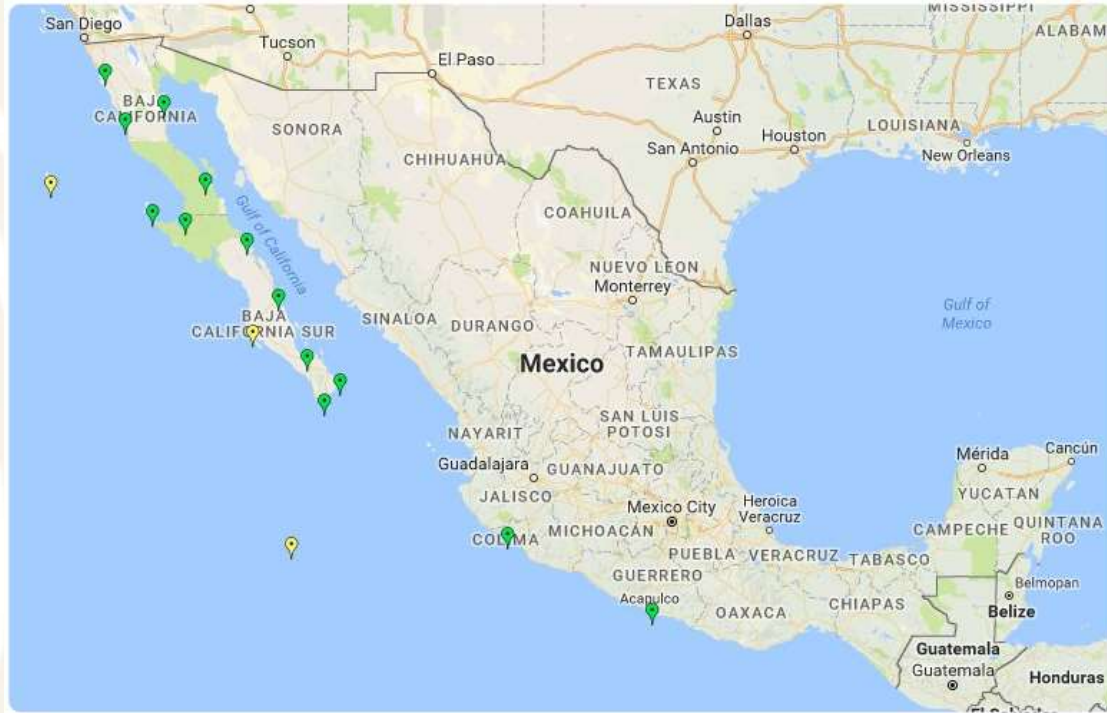 MISSISSIPPI
San Diego
Dallas
ALABAM
Tucson
El Paso
TEXAS
BAJA
CALIFORNIA
SONORA
Austin
Houston
LOUISIANA
San Antonio
New Orleans
CHIHUAHUA
Gulf of California
COAHUILA
NUEVO LEON
Monterrey
Gulf of
Mexico
BAJA
CALIFORNIA SUR
SINALOA
DURANGO
TAMAULIPAS
Mexico
SAN LUIS
POTOSI
NAYARIT
Guadalajara
GUANAJUATO
Mérida
Cancún
JALISCO
Mexico City
Heroica
Veracruz
YUCATAN
COLIMA
MICHOACÁN
CAMPECHE
QUINTANA
ROO
PUEBLA
VERACRUZ
TABASCO
GUERRERO
Acapulco
OAXACA
CHIAPAS
Belmopan
Belize
Guatemala
Guatemala
Honduras